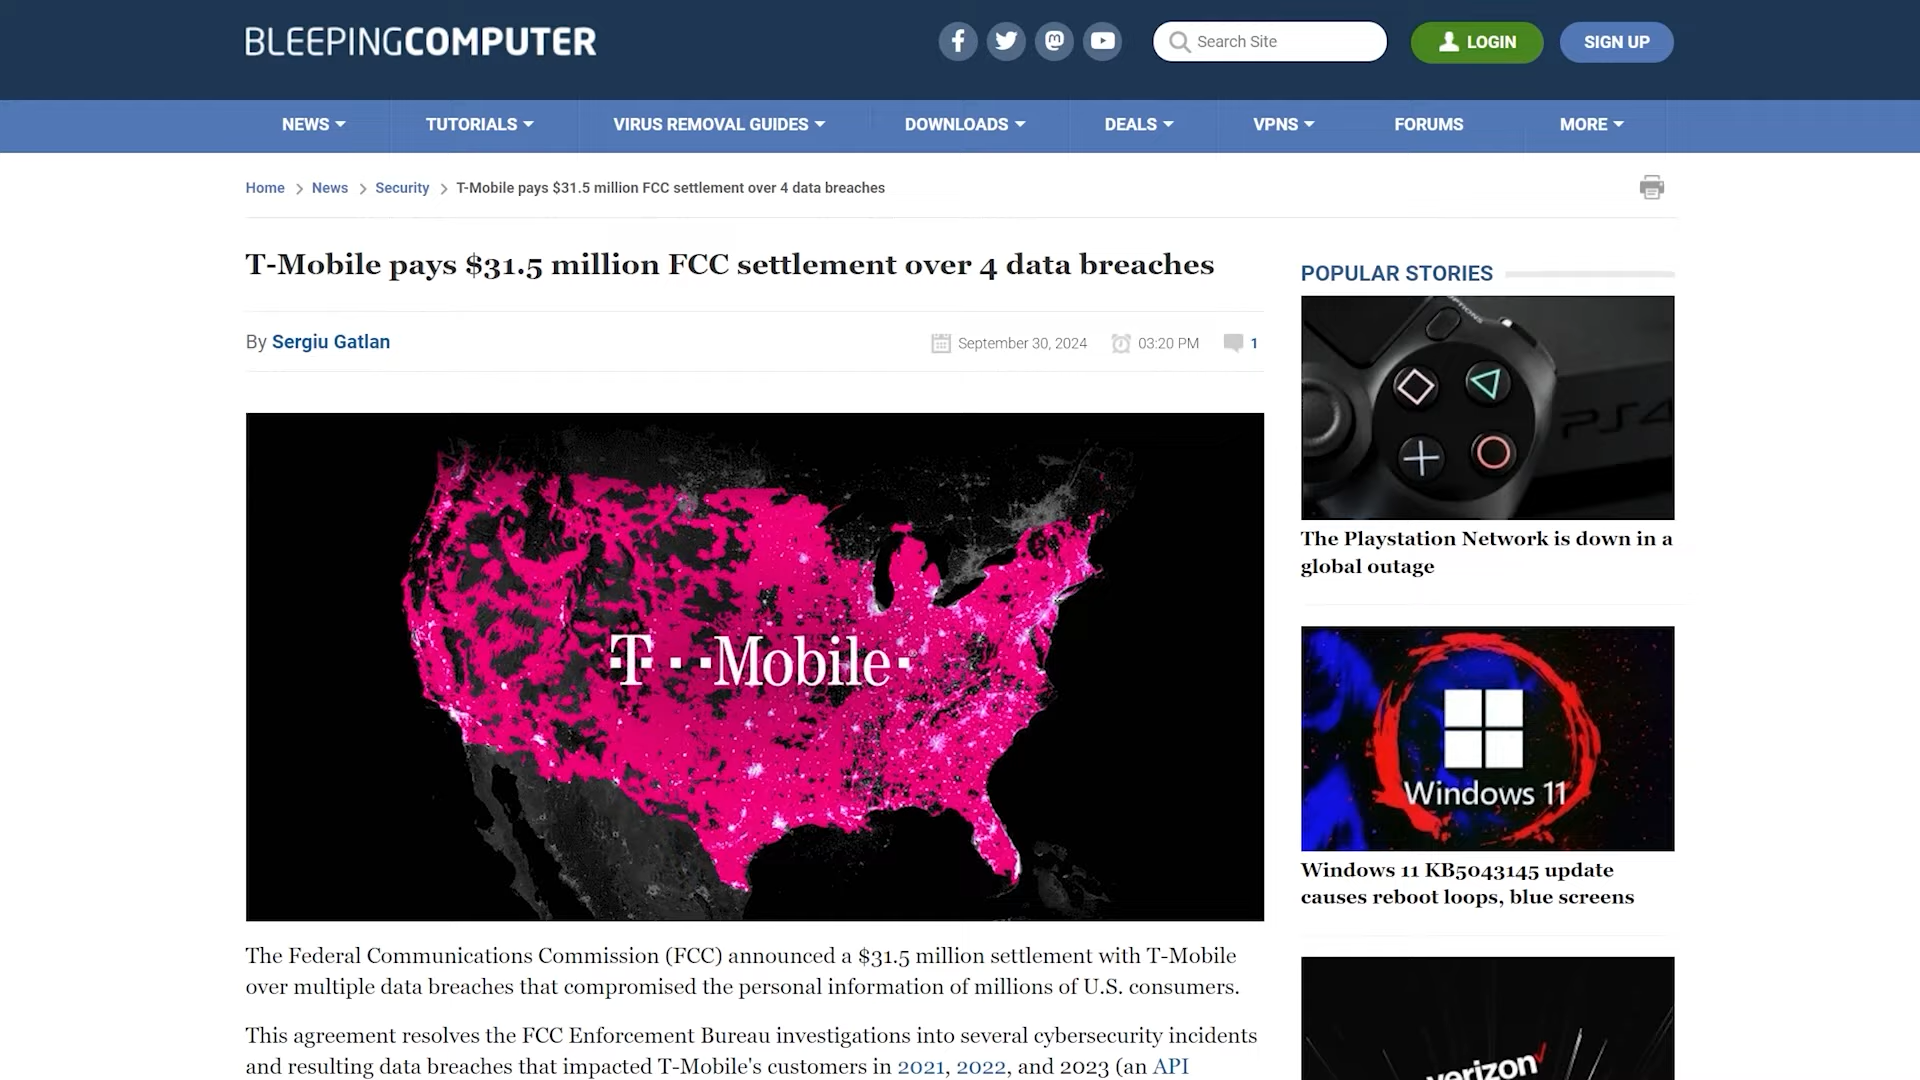 BLEEPINGCOMPUTER
Search Site
LOGIN
SIGN UP
NEWS
TUTORIALS
VIRUS REMOVAL GUIDES
DOWNLOADS
DEALS
VPNS
FORUMS
MORE
Home > News > Security > T-Mobile pays $31.5 million FCC settlement over 4 data breaches
T-Mobile pays $31.5 million FCC settlement over 4 data breaches
By Sergiu Gatlan
September 30, 2024
03:20 PM
1
T··Mobile·
The Federal Communications Commission (FCC) announced a $31.5 million settlement with T-Mobile
over multiple data breaches that compromised the personal information of millions of U.S. consumers.
This agreement resolves the FCC Enforcement Bureau investigations into several cybersecurity incidents
and resulting data breaches that impacted T-Mobile's customers in 2021, 2022, and 2023 (an API
POPULAR STORIES
OPTIONS
PS4
The Playstation Network is down in a
global outage
Windows 11
Windows 11 KB5043145 update
causes reboot loops, blue screens
verizon